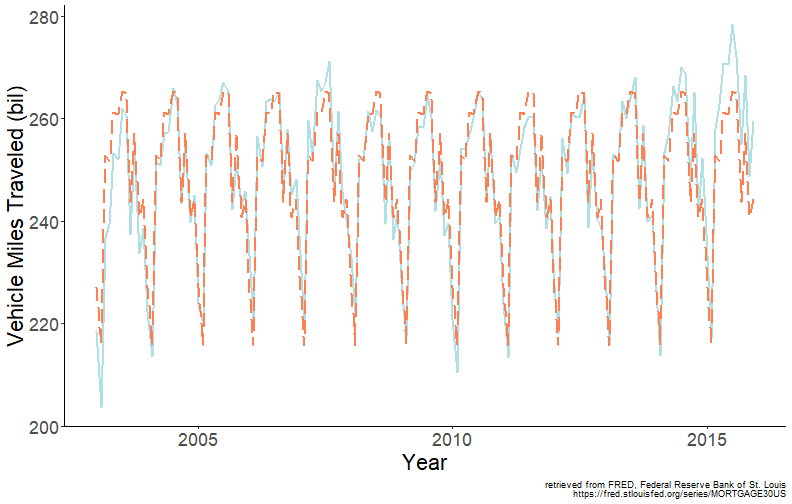 Vehicle Miles Traveled (bil)
280
260
240
220
200
2005
2010
2015
Year
retrieved from FRED, Federal Reserve Bank of St. Louis
https://fred.stlouisfed.org/series/MORTGAGE30US